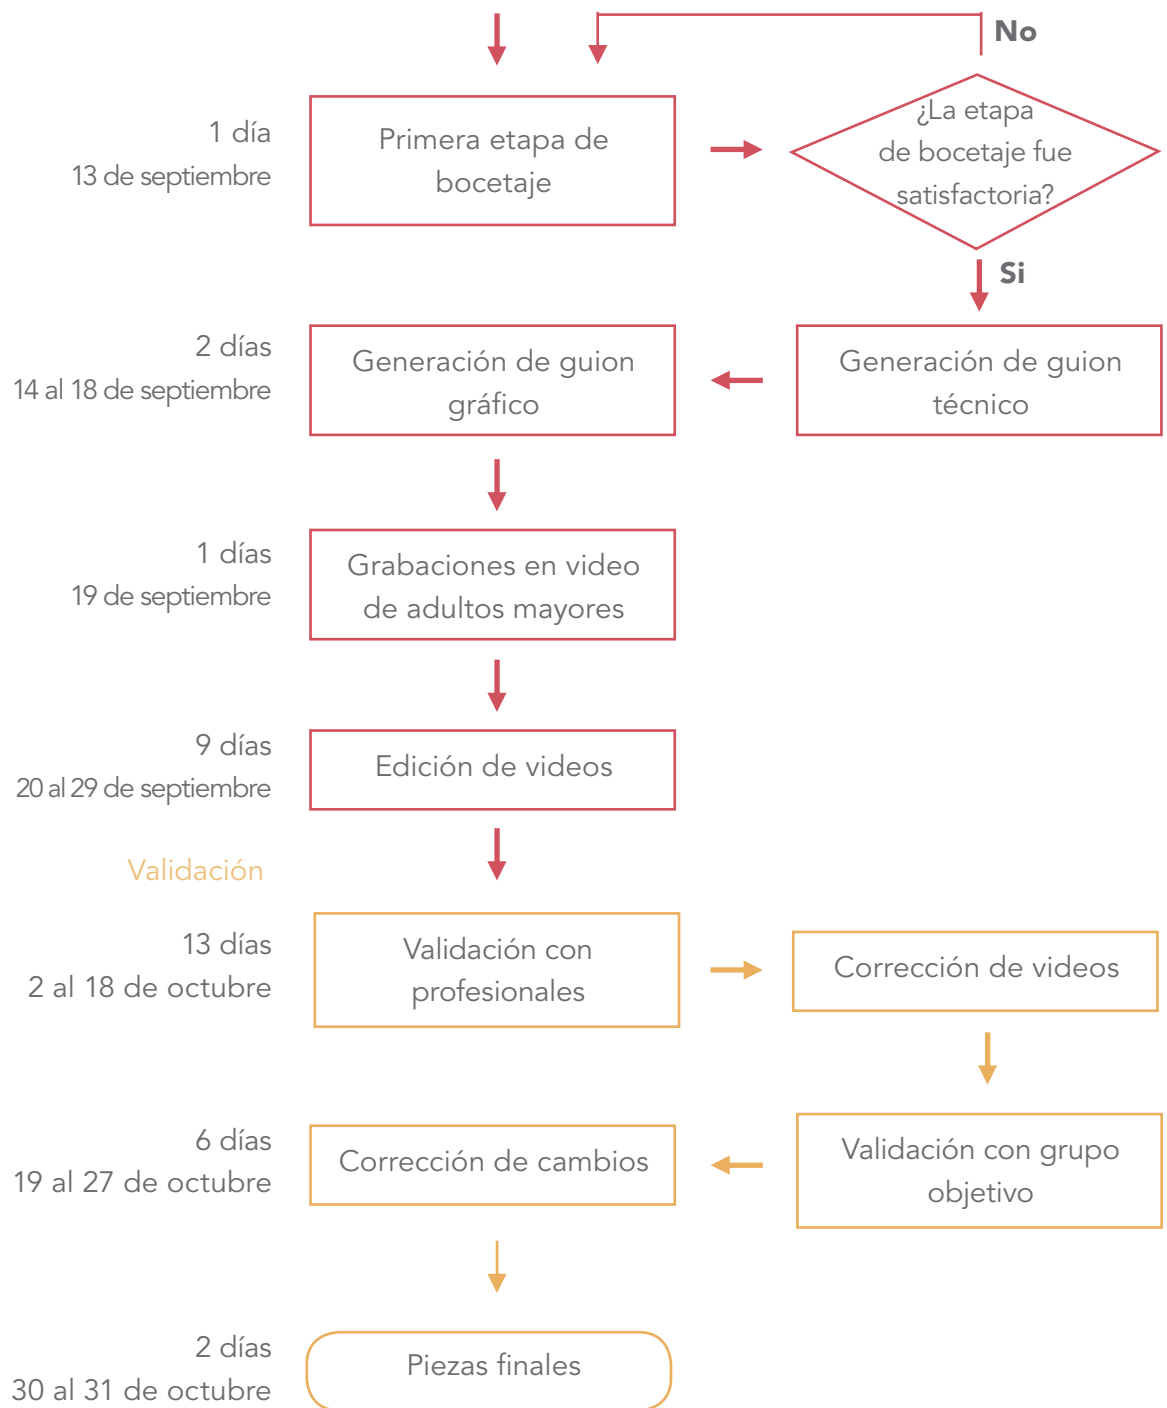 No
1 día
13 de septiembre
Primera etapa de
bocetaje
¿La etapa
de bocetaje fue
satisfactoria?
Si
2 días
14 al 18 de septiembre
Generación de guion
gráfico
Generación de guion
técnico
1 días
19 de septiembre
Grabaciones en video
de adultos mayores
9 días
20 al 29 de septiembre
Edición de videos
Validación
13 días
2 al 18 de octubre
Validación con
profesionales
Corrección de videos
6 días
19 al 27 de octubre
Corrección de cambios
Validación con grupo
objetivo
2 días
30 al 31 de octubre
Piezas finales